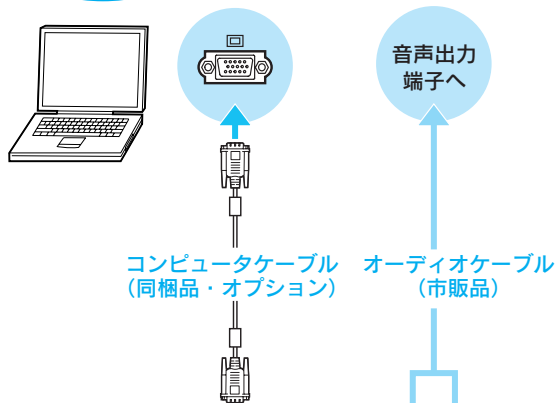 音声出力
端子へ
コンピュータケーブル
（同梱品・オプション）
オーディオケーブル
（市販品）